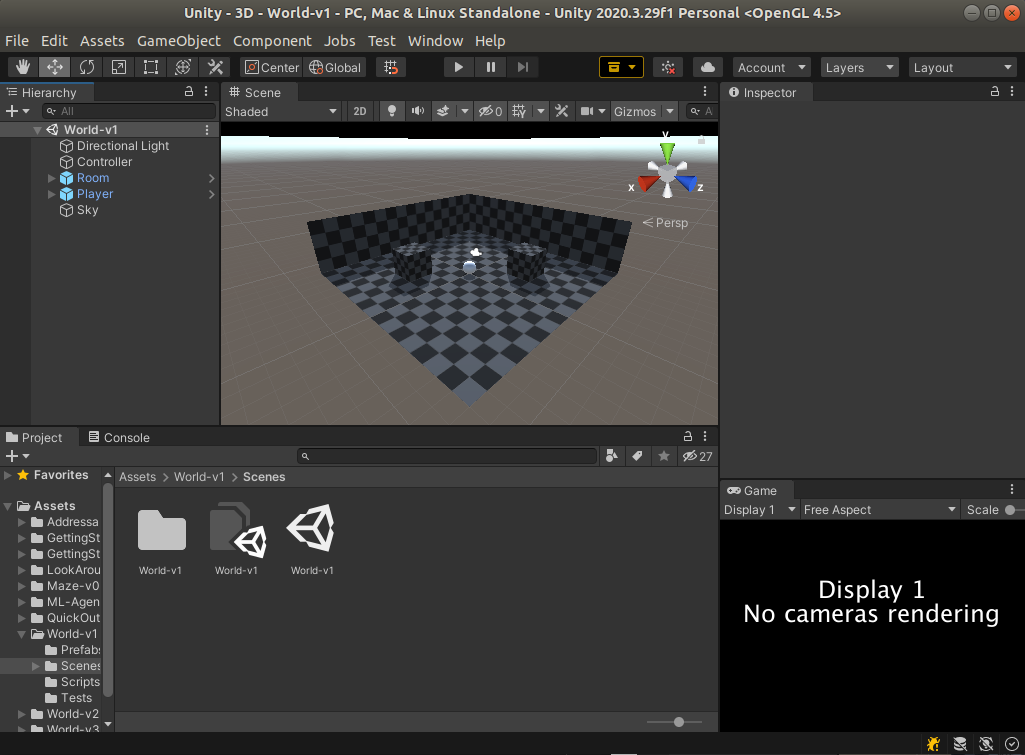 Unity - 3D - World-v1 - PC, Mac & Linux Standalone - Unity 2020.3.29f1 Personal <OpenGL 4.5>
File Edit Assets GameObject Component Jobs Test Window Help
Center Global Account Layers Layout
Hierarchy
All
World-v1
Directional Light
Controller
Room
Player
Sky
Scene
Shaded 2D 0 Gizmos A
y
x z
< Persp
Inspector
Project Console
27
Favorites
Assets
Addressa
GettingSt
GettingSt
LookArou
Maze-v0
ML-Agen
QuickOut
World-v1
Prefabs
Scenes
Scripts
Tests
World-v2
World-v3
Assets > World-v1 > Scenes
World-v1 World-v1 World-v1
Game
Display 1 Free Aspect Scale
Display 1
No cameras rendering